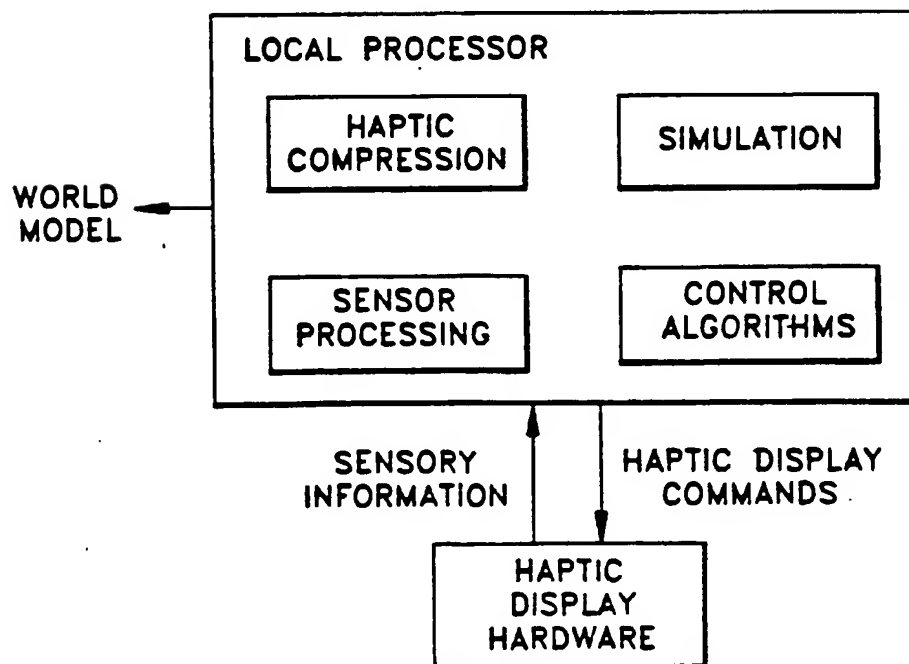 LOCAL PROCESSOR
HAPTIC
COMPRESSION
SIMULATION
WORLD
MODEL
SENSOR
PROCESSING
CONTROL
ALGORITHMS
SENSORY
INFORMATION
HAPTIC DISPLAY
COMMANDS
HAPTIC
DISPLAY
HARDWARE